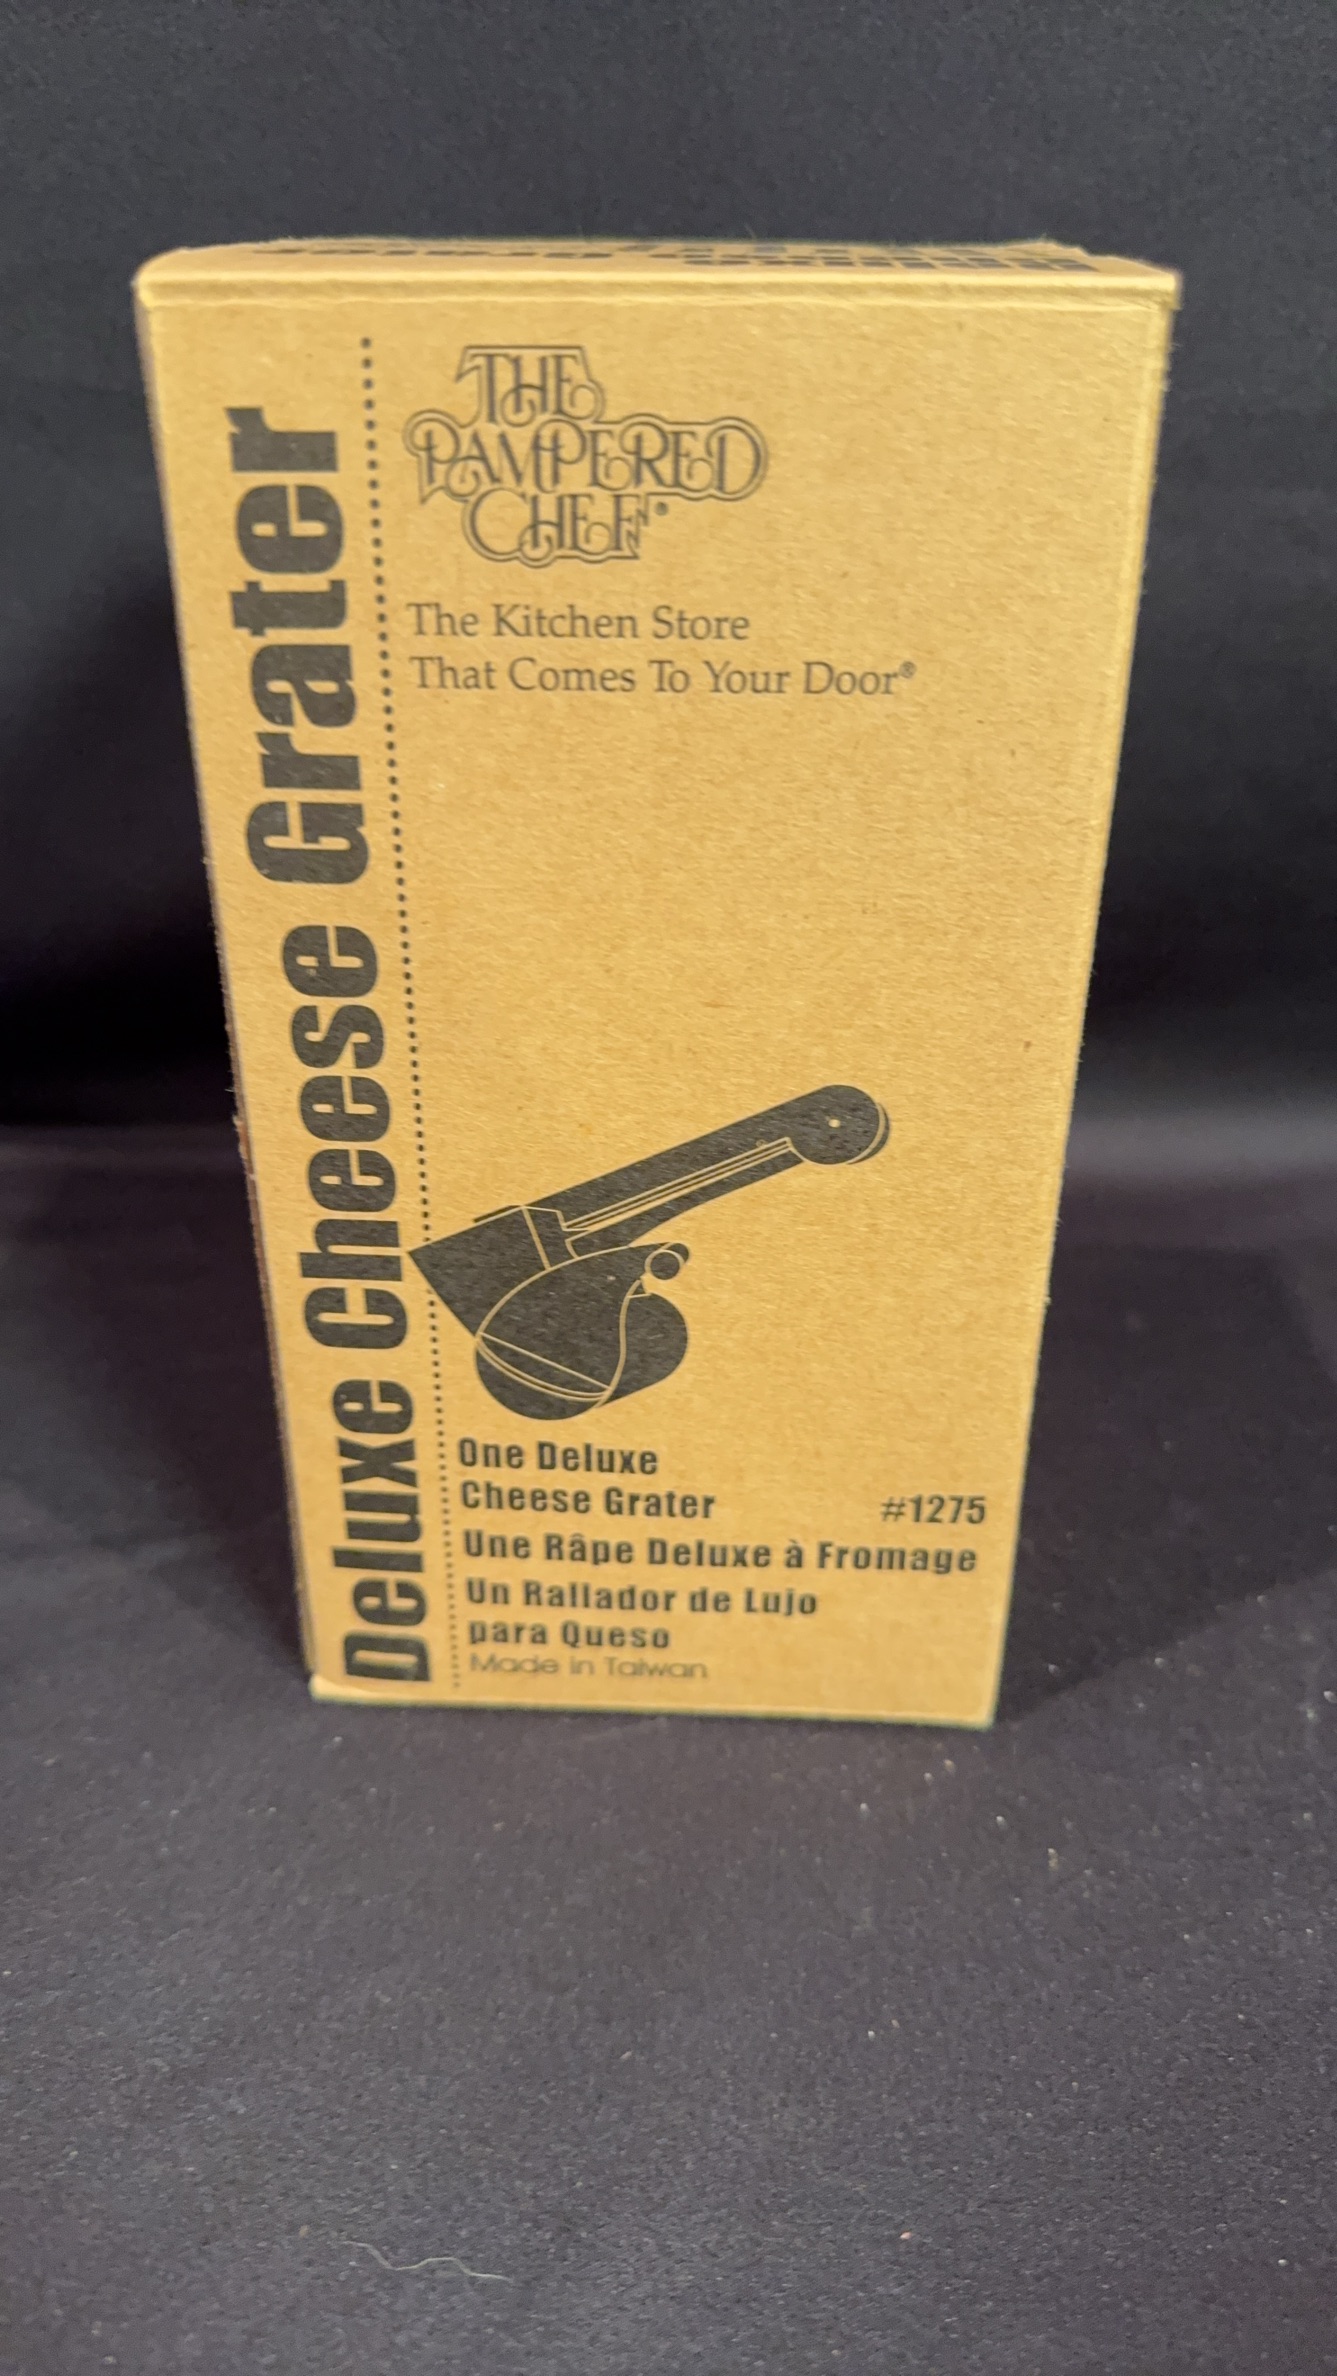 Deluxe Cheese Grater
THE
PAMPERED
CHEF®
The Kitchen Store
That Comes To Your Door®
One Deluxe
Cheese Grater #1275
Une Râpe Deluxe à Fromage
Un Rallador de Lujo
para Queso
Made in Taiwan